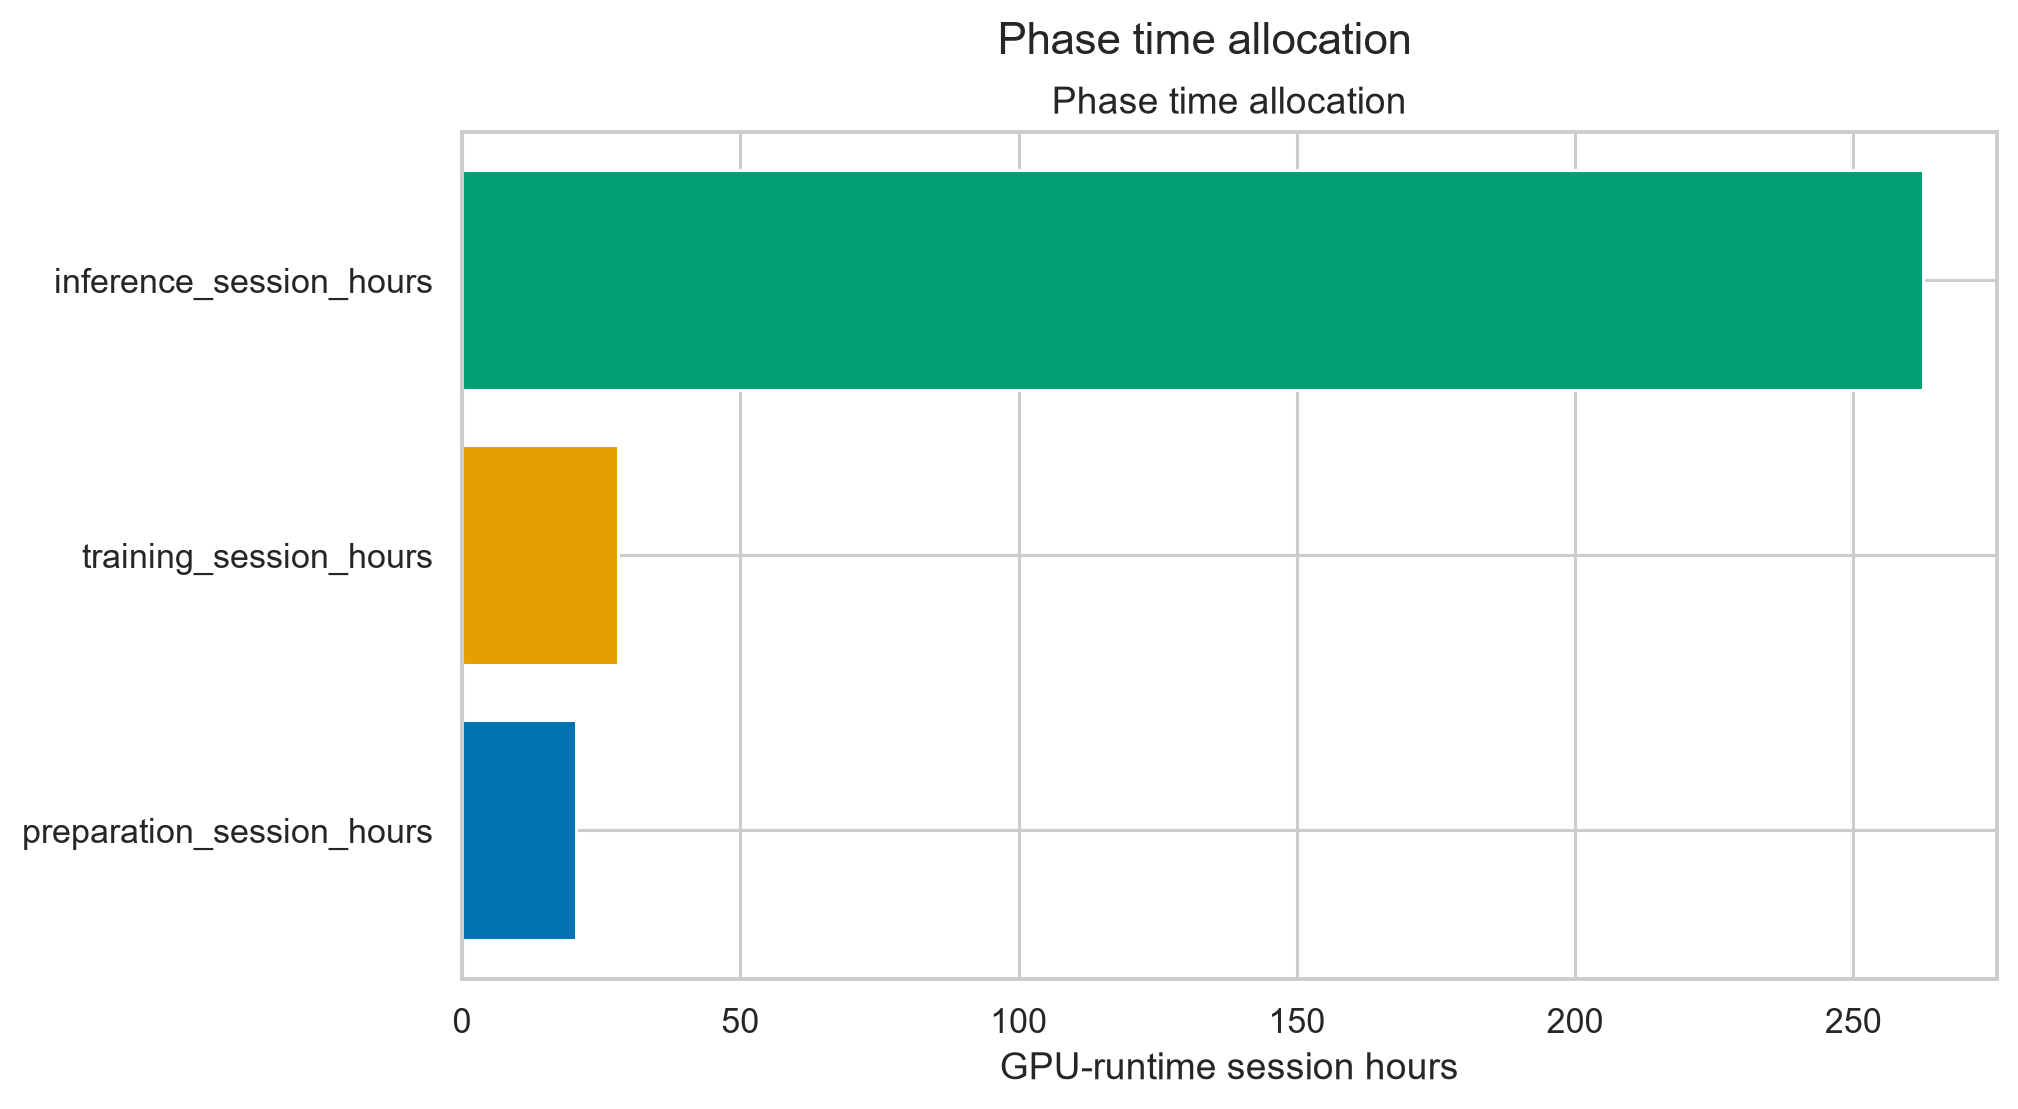 Phase time allocation
Phase time allocation
inference_session_hours
training_session_hours
preparation_session_hours
0 50 100 150 200 250
GPU-runtime session hours